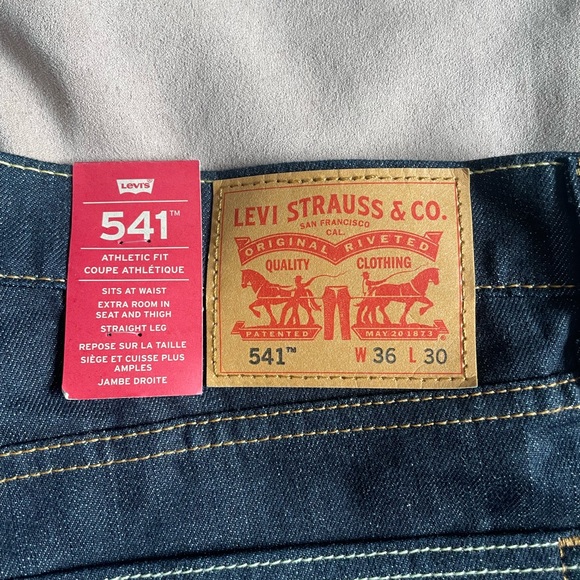 LEVI'S
541™
ATHLETIC FIT
COUPE ATHLÉTIQUE
SITS AT WAIST
EXTRA ROOM IN
SEAT AND THIGH
STRAIGHT LEG
REPOSE SUR LA TAILLE
SIÈGE ET CUISSE PLUS
AMPLES
JAMBE DROITE
LEVI STRAUSS & CO.
SAN FRANCISCO
CAL.
ORIGINAL RIVETED
QUALITY CLOTHING
PATENTED MAY 20 1873
541™ W 36 L 30